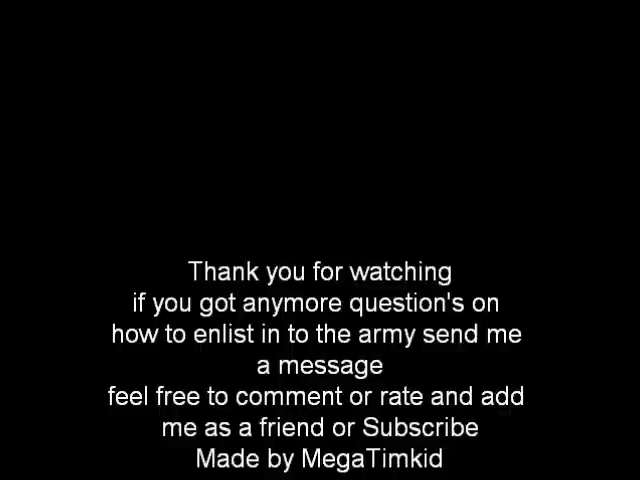 Thank you for watching
if you got anymore question's on
how to enlist in to the army send me
a message
feel free to comment or rate and add
me as a friend or Subscribe
Made by MegaTimkid